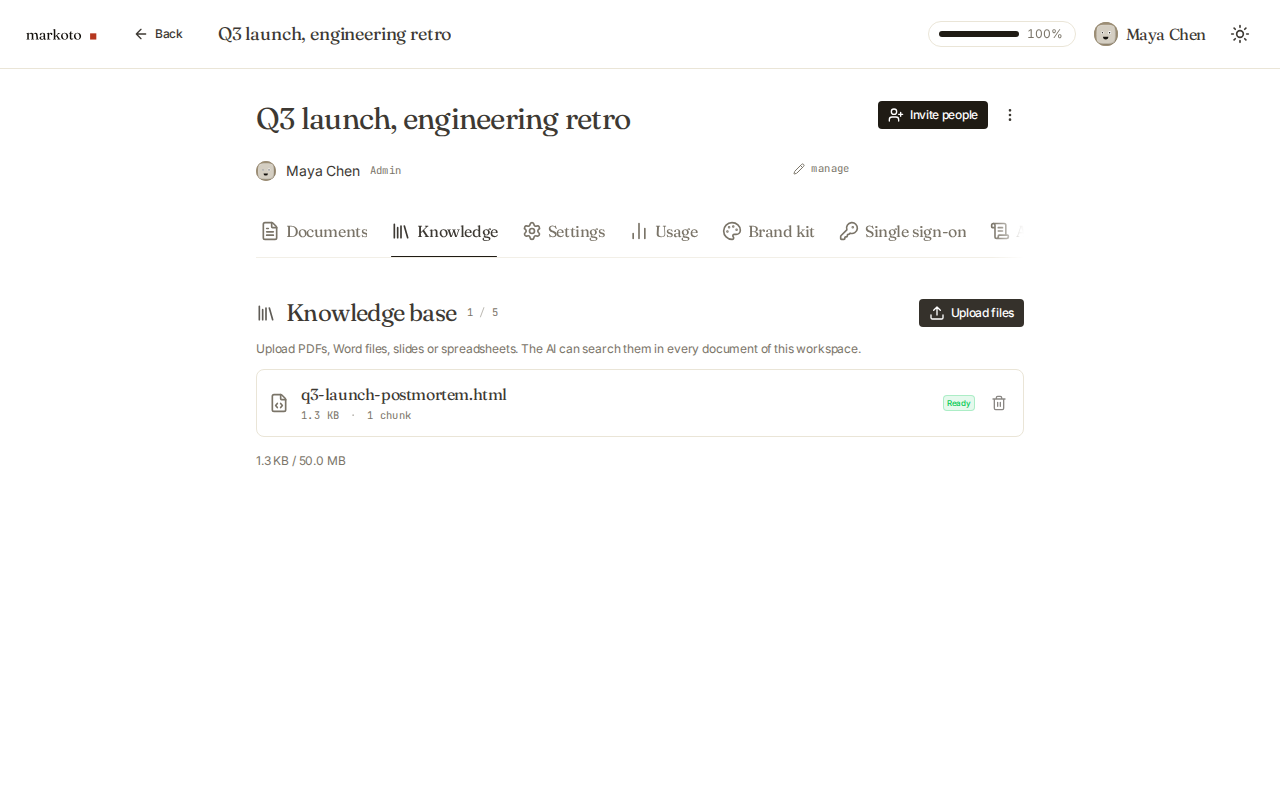 markoto
Back
Q3 launch, engineering retro
100%
Maya Chen
Q3 launch, engineering retro
Invite people
Maya Chen Admin
manage
Documents Knowledge Settings Usage Brand kit Single sign-on
Knowledge base 1 / 5
Upload files
Upload PDFs, Word files, slides or spreadsheets. The AI can search them in every document of this workspace.
q3-launch-postmortem.html
1.3 KB · 1 chunk
Ready
1.3 KB / 50.0 MB